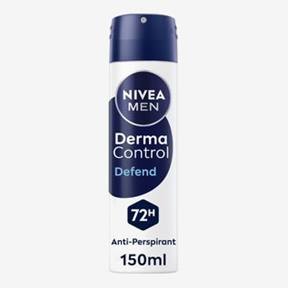 NIVEA
MEN
Derma
Control
Defend
72H
Anti-Perspirant
150ml